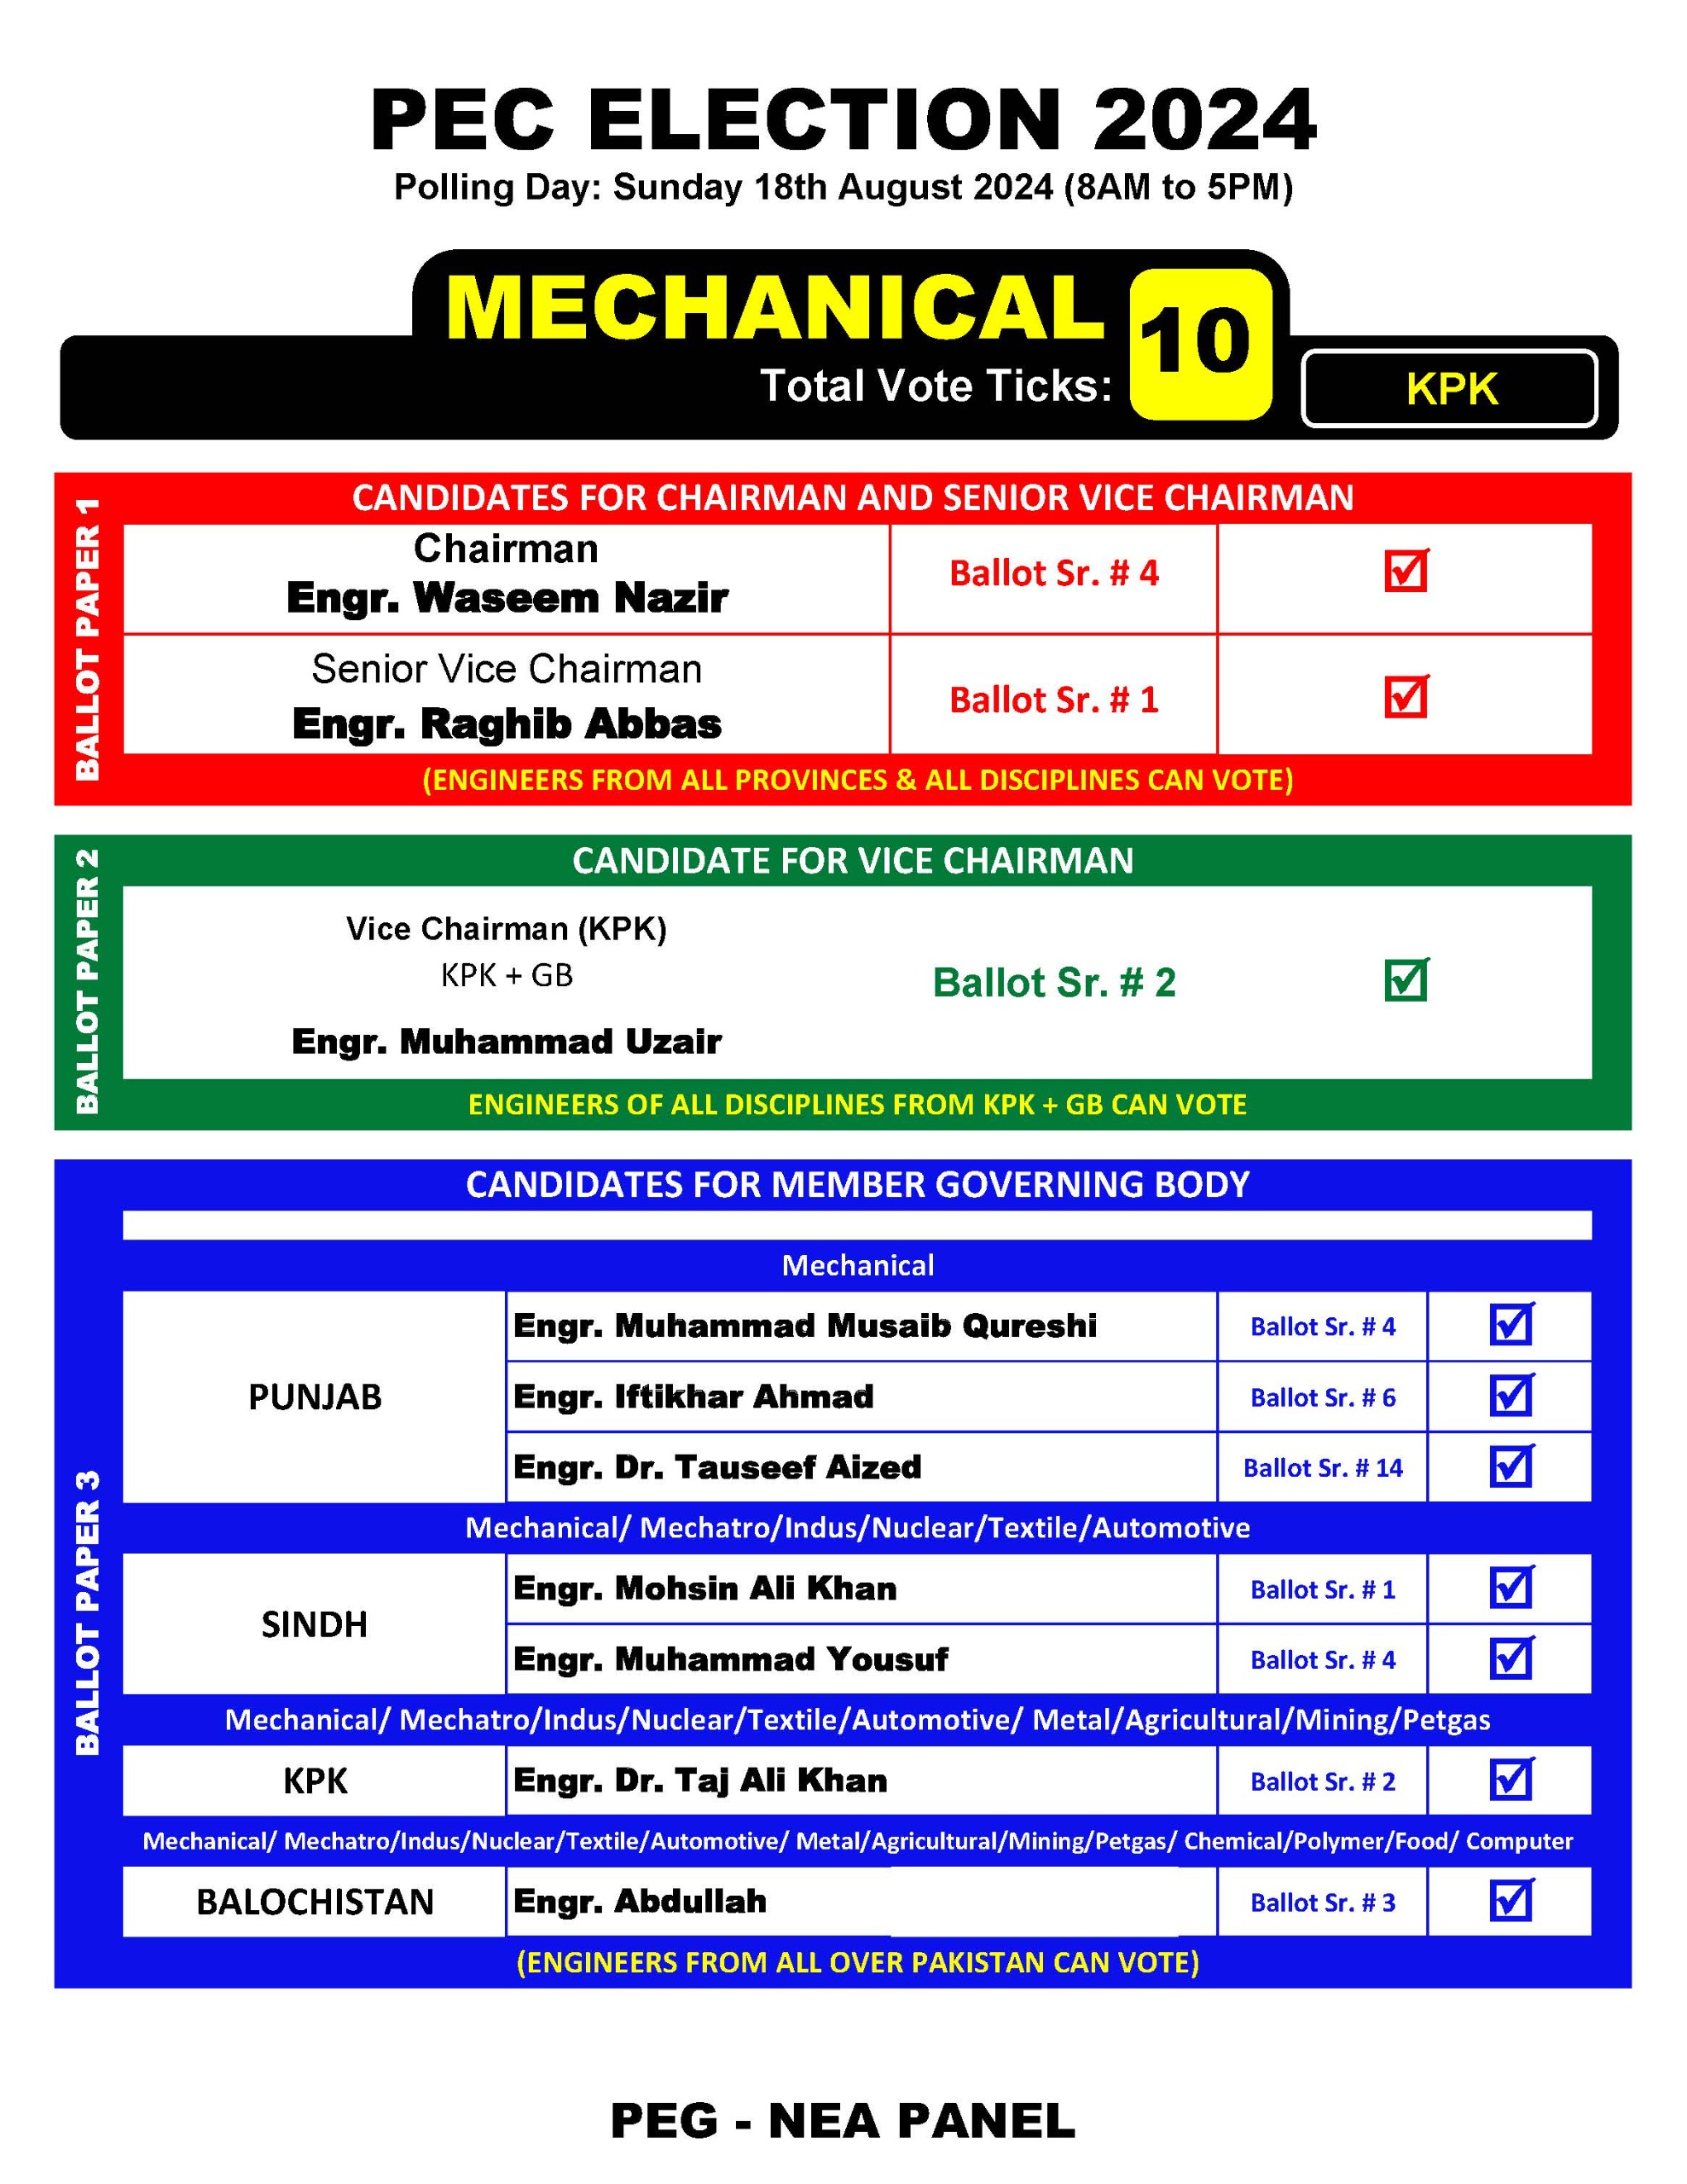 PEC ELECTION 2024
Polling Day: Sunday 18th August 2024 (8AM to 5PM)
MECHANICAL
Total Vote Ticks:
10
KPK
BALLOT PAPER 1
CANDIDATES FOR CHAIRMAN AND SENIOR VICE CHAIRMAN
Chairman
Engr. Waseem Nazir
Ballot Sr. # 4
Senior Vice Chairman
Engr. Raghib Abbas
Ballot Sr. # 1
(ENGINEERS FROM ALL PROVINCES & ALL DISCIPLINES CAN VOTE)
BALLOT PAPER 2
CANDIDATE FOR VICE CHAIRMAN
Vice Chairman (KPK)
KPK + GB
Engr. Muhammad Uzair
Ballot Sr. # 2
ENGINEERS OF ALL DISCIPLINES FROM KPK + GB CAN VOTE
BALLOT PAPER 3
CANDIDATES FOR MEMBER GOVERNING BODY
Mechanical
PUNJAB
Engr. Muhammad Musaib Qureshi
Ballot Sr. # 4
Engr. Iftikhar Ahmad
Ballot Sr. # 6
Engr. Dr. Tauseef Aized
Ballot Sr. # 14
Mechanical/ Mechatro/Indus/Nuclear/Textile/Automotive
SINDH
Engr. Mohsin Ali Khan
Ballot Sr. # 1
Engr. Muhammad Yousuf
Ballot Sr. # 4
Mechanical/ Mechatro/Indus/Nuclear/Textile/Automotive/ Metal/Agricultural/Mining/Petgas
KPK
Engr. Dr. Taj Ali Khan
Ballot Sr. # 2
Mechanical/ Mechatro/Indus/Nuclear/Textile/Automotive/ Metal/Agricultural/Mining/Petgas/ Chemical/Polymer/Food/ Computer
BALOCHISTAN
Engr. Abdullah
Ballot Sr. # 3
(ENGINEERS FROM ALL OVER PAKISTAN CAN VOTE)
PEG - NEA PANEL